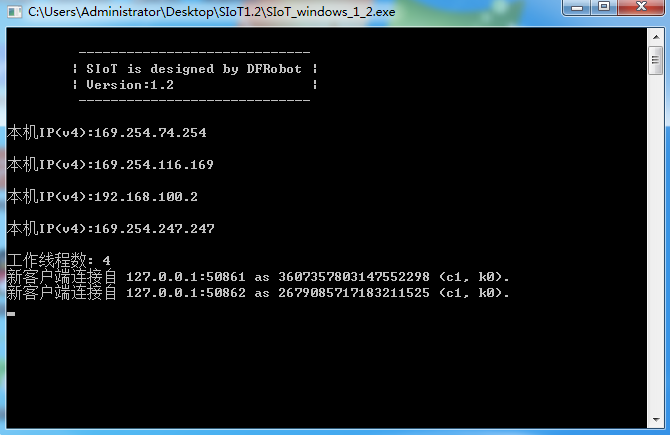 C:\Users\Administrator\Desktop\SIoT1.2\SIoT_windows_1_2.exe
-----------------------------
| SIoT is designed by DFRobot |
| Version:1.2                 |
-----------------------------
本机IP(v4):169.254.74.254
本机IP(v4):169.254.116.169
本机IP(v4):192.168.100.2
本机IP(v4):169.254.247.247
工作线程数: 4
新客户端连接自 127.0.0.1:50861 as 3607357803147552298 (c1, k0).
新客户端连接自 127.0.0.1:50862 as 2679085717183211525 (c1, k0).